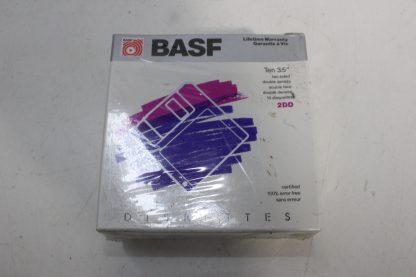 BASF
BASF
Lifetime Warranty
Garantie à Vie
Ten 3.5"
two sided
double density
double face
double densité
10 disquettes
2DD
certified
100% error free
sans erreur
DISKETTES